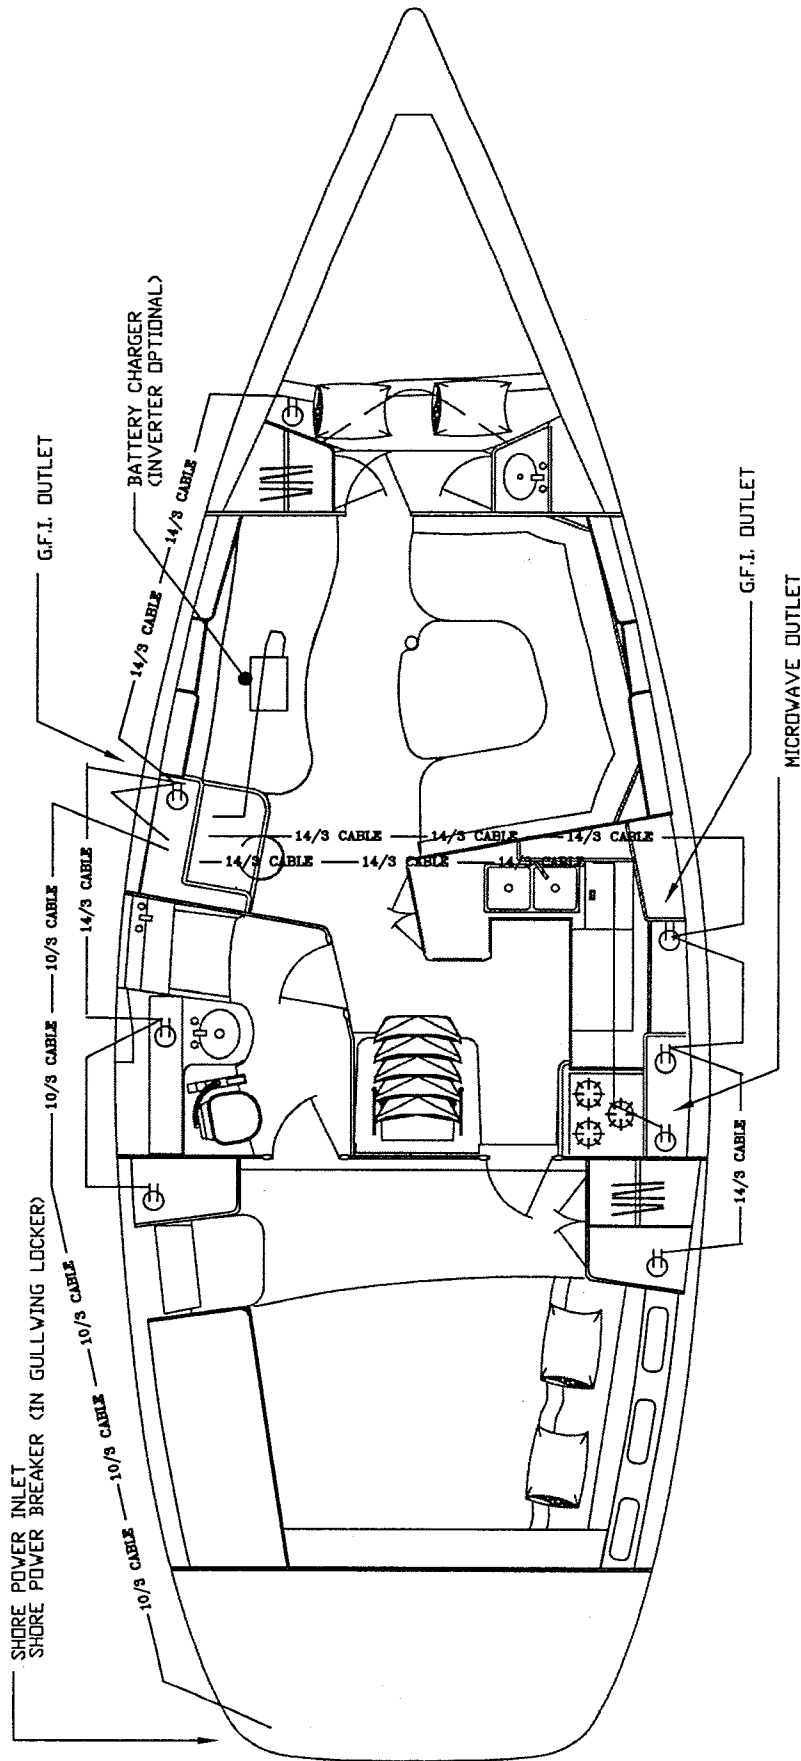 SHORE POWER INLET
SHORE POWER BREAKER (IN GULLWING LOCKER)
G.F.I. OUTLET
BATTERY CHARGER
(INVERTER OPTIONAL)
G.F.I. OUTLET
MICROWAVE OUTLET
10/3 CABLE
10/3 CABLE
10/3 CABLE
10/3 CABLE
10/3 CABLE
10/3 CABLE
14/3 CABLE
14/3 CABLE
14/3 CABLE
14/3 CABLE
14/3 CABLE
14/3 CABLE
14/3 CABLE
14/3 CABLE
14/3 CABLE
14/3 CABLE